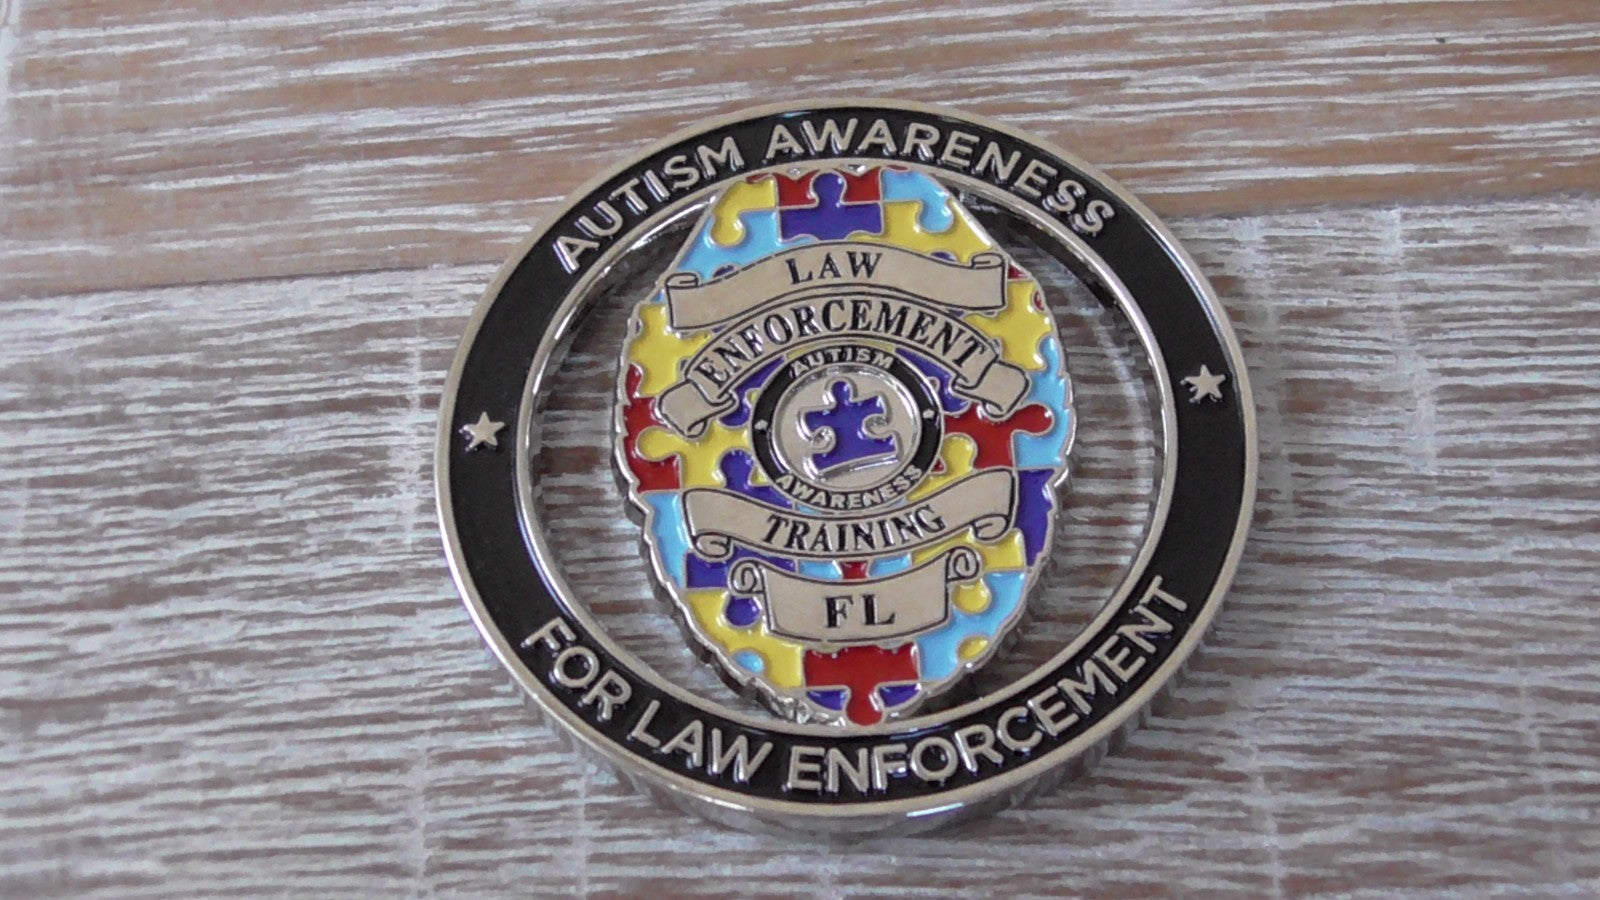 AUTISM AWARENESS
LAW
ENFORCEMENT
AUTISM
AWARENESS
TRAINING
FL
FOR LAW ENFORCEMENT